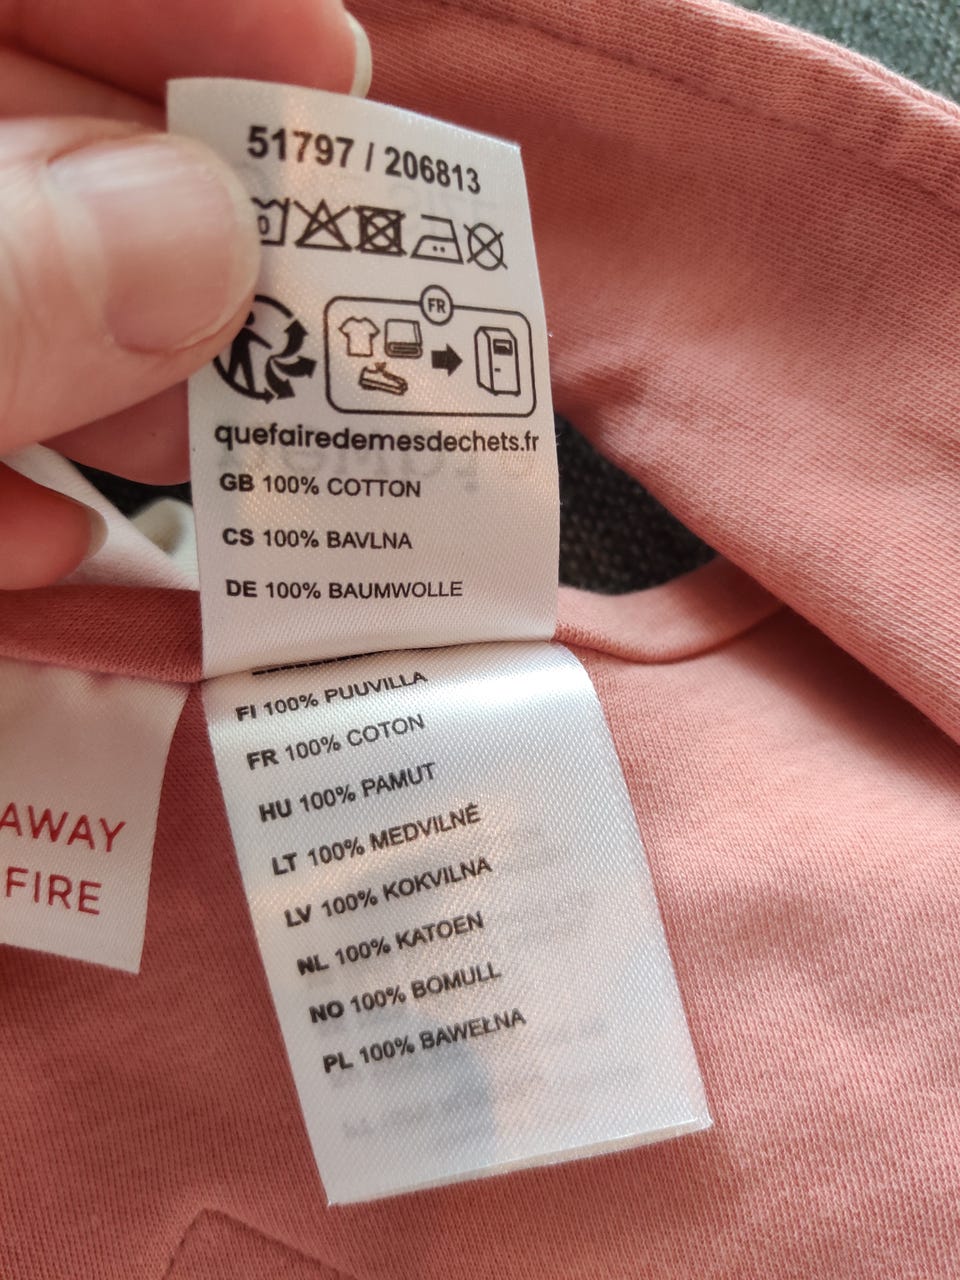 51797 / 206813
FR
quefairedemesdechets.fr
GB 100% COTTON
CS 100% BAVLNA
DE 100% BAUMWOLLE
FI 100% PUUVILLA
FR 100% COTON
HU 100% PAMUT
LT 100% MEDVILNĖ
LV 100% KOKVILNA
NL 100% KATOEN
NO 100% BOMULL
PL 100% BAWEŁNA
AWAY
FIRE